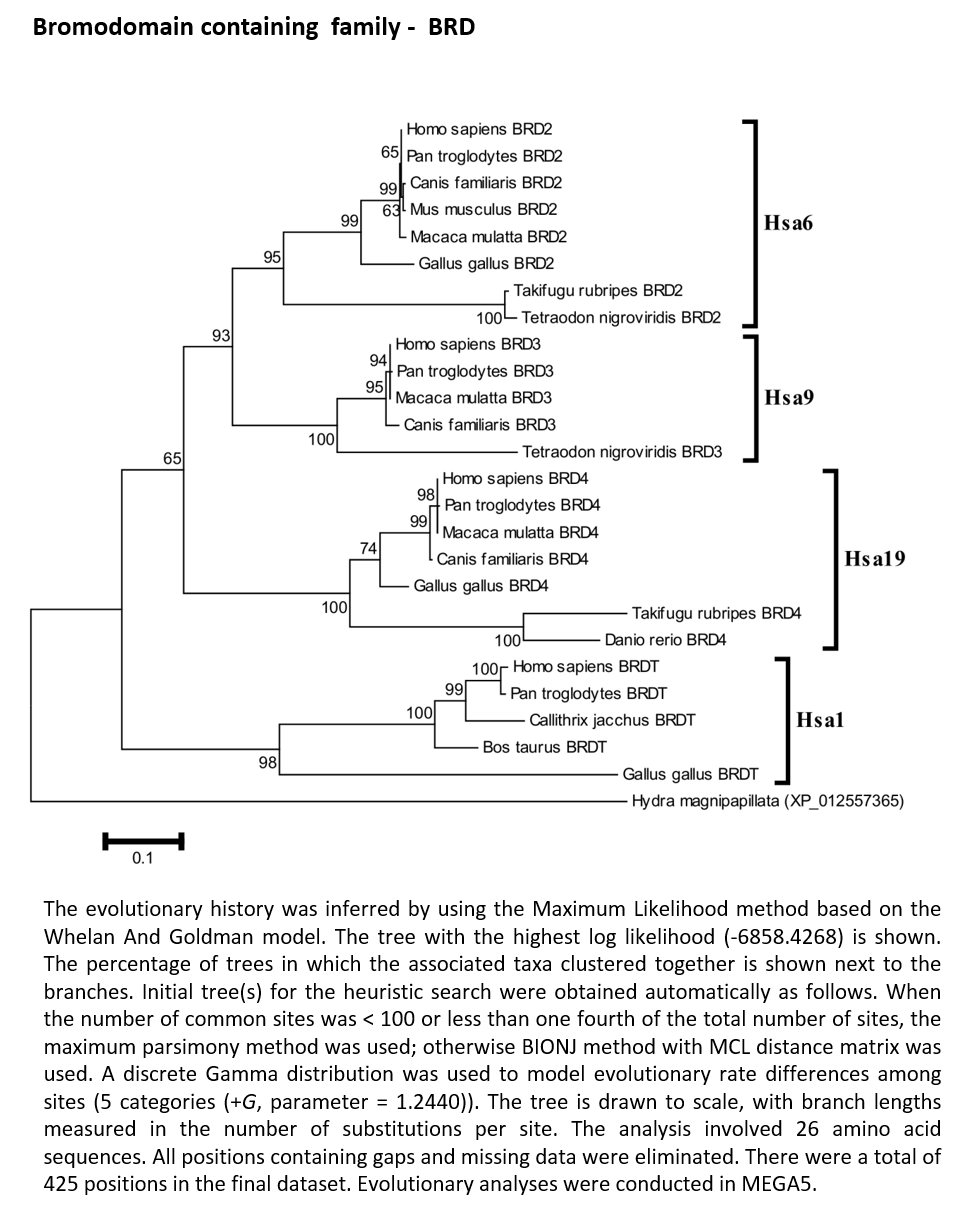 Bromodomain containing family - BRD
Homo sapiens BRD2
65
Pan troglodytes BRD2
Canis familiaris BRD2
99
Mus musculus BRD2
63
99
Macaca mulatta BRD2
Gallus gallus BRD2
95
Takifugu rubripes BRD2
100
Tetraodon nigroviridis BRD2
Hsa6
93
Homo sapiens BRD3
94
Pan troglodytes BRD3
95
Macaca mulatta BRD3
Canis familiaris BRD3
100
Tetraodon nigroviridis BRD3
Hsa9
65
Homo sapiens BRD4
98
Pan troglodytes BRD4
99
Macaca mulatta BRD4
74
Canis familiaris BRD4
Gallus gallus BRD4
100
Takifugu rubripes BRD4
100
Danio rerio BRD4
Hsa19
100
Homo sapiens BRDT
99
Pan troglodytes BRDT
100
Callithrix jacchus BRDT
Bos taurus BRDT
98
Gallus gallus BRDT
Hsa1
Hydra magnipapillata (XP_012557365)
0.1
The evolutionary history was inferred by using the Maximum Likelihood method based on the
Whelan And Goldman model. The tree with the highest log likelihood (-6858.4268) is shown.
The percentage of trees in which the associated taxa clustered together is shown next to the
branches. Initial tree(s) for the heuristic search were obtained automatically as follows. When
the number of common sites was < 100 or less than one fourth of the total number of sites, the
maximum parsimony method was used; otherwise BIONJ method with MCL distance matrix was
used. A discrete Gamma distribution was used to model evolutionary rate differences among
sites (5 categories (+G, parameter = 1.2440)). The tree is drawn to scale, with branch lengths
measured in the number of substitutions per site. The analysis involved 26 amino acid
sequences. All positions containing gaps and missing data were eliminated. There were a total of
425 positions in the final dataset. Evolutionary analyses were conducted in MEGA5.